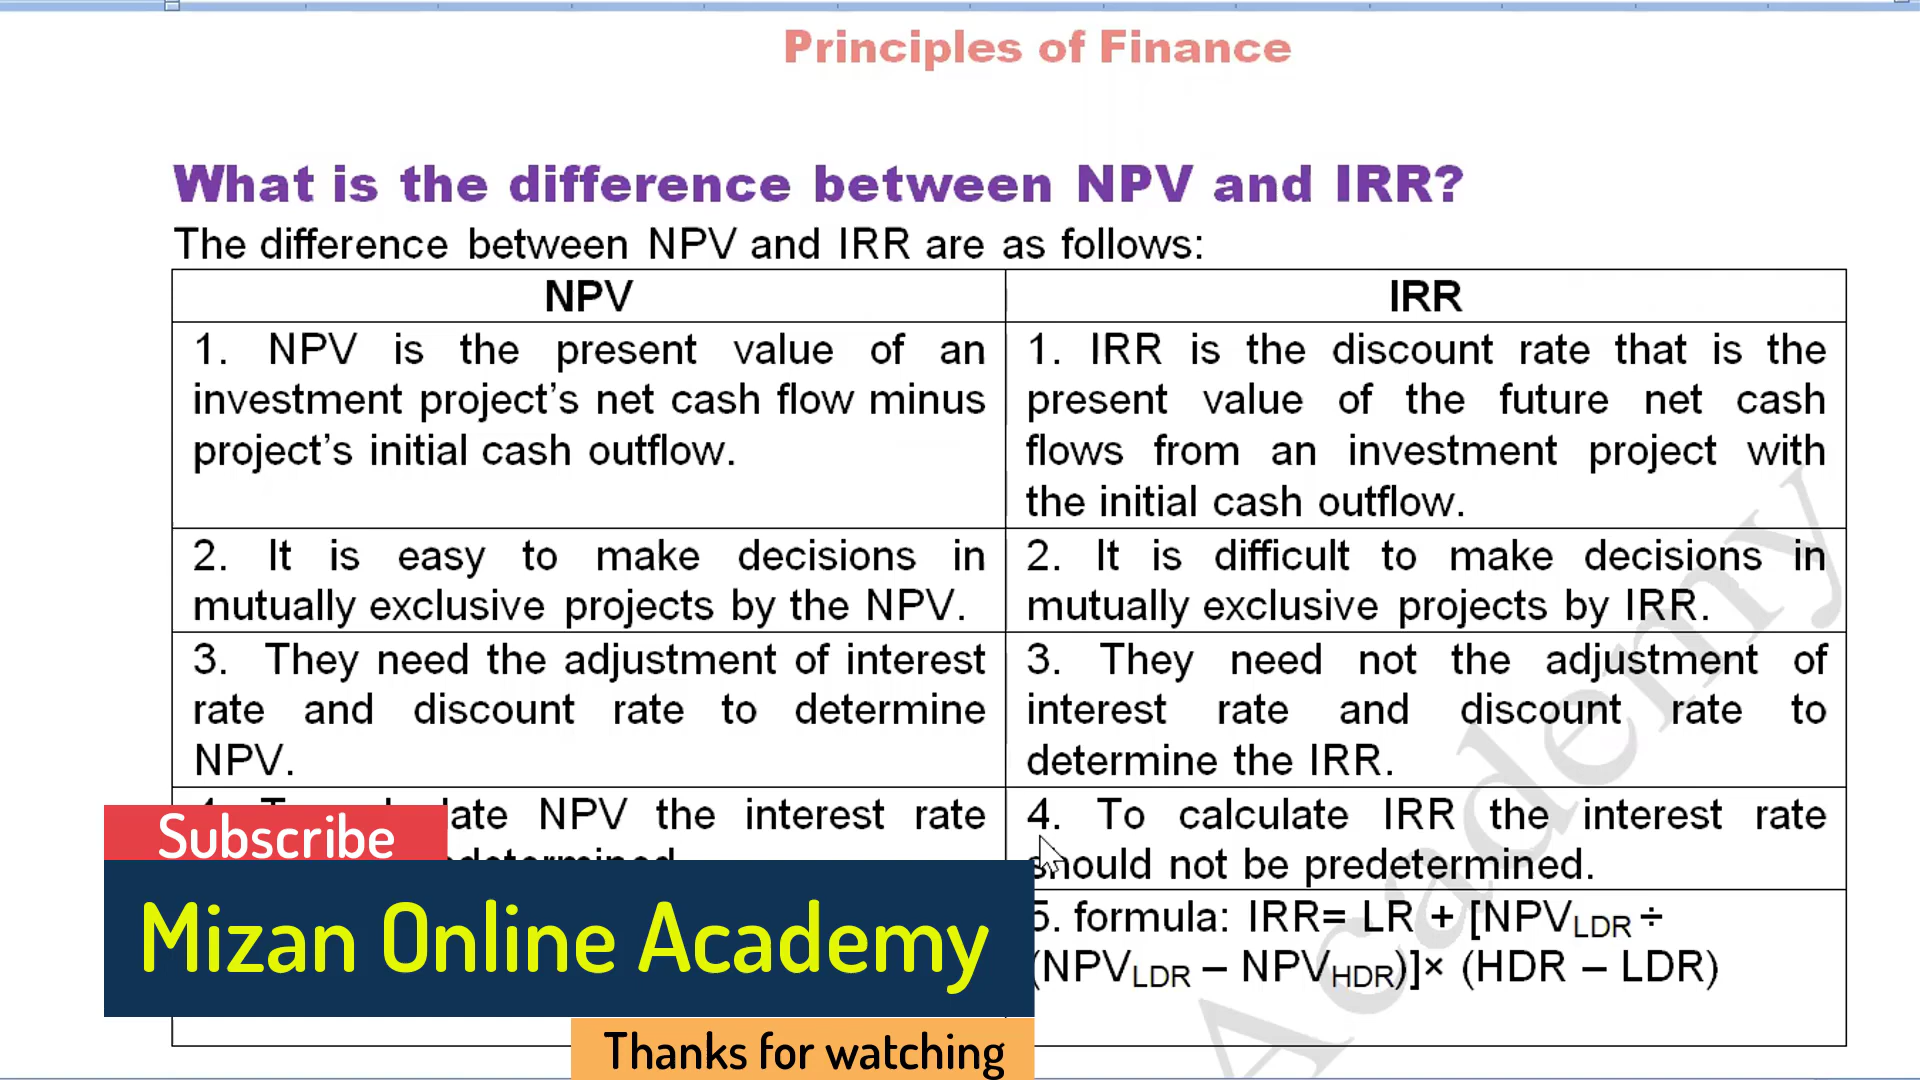 Principles of Finance
What is the difference between NPV and IRR?
The difference between NPV and IRR are as follows:
NPV
IRR
1. NPV is the present value of an
investment project's net cash flow minus
project's initial cash outflow.
1. IRR is the discount rate that is the
present value of the future net cash
flows from an investment project with
the initial cash outflow.
2. It is easy to make decisions in
mutually exclusive projects by the NPV.
2. It is difficult to make decisions in
mutually exclusive projects by IRR.
3. They need the adjustment of interest
rate and discount rate to determine
NPV.
3. They need not the adjustment of
interest rate and discount rate to
determine the IRR.
NPV the interest rate
4. To calculate IRR the interest rate
should not be predetermined.
5. formula: IRR= LR + [NPVLDR ÷
(NPVLDR – NPVHDR)]× (HDR – LDR)
Academy
Academy
Subscribe
Mizan Online Academy
Thanks for watching